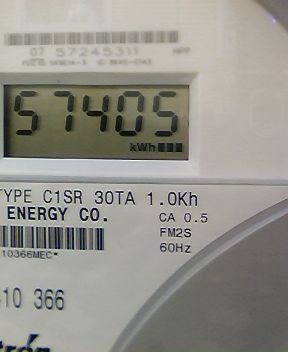 07 57245311
57405
kWh
TYPE C1SR 30TA 1.0Kh
ENERGY CO.
CA 0.5
FM2S
60Hz
10366MEC*
10 366